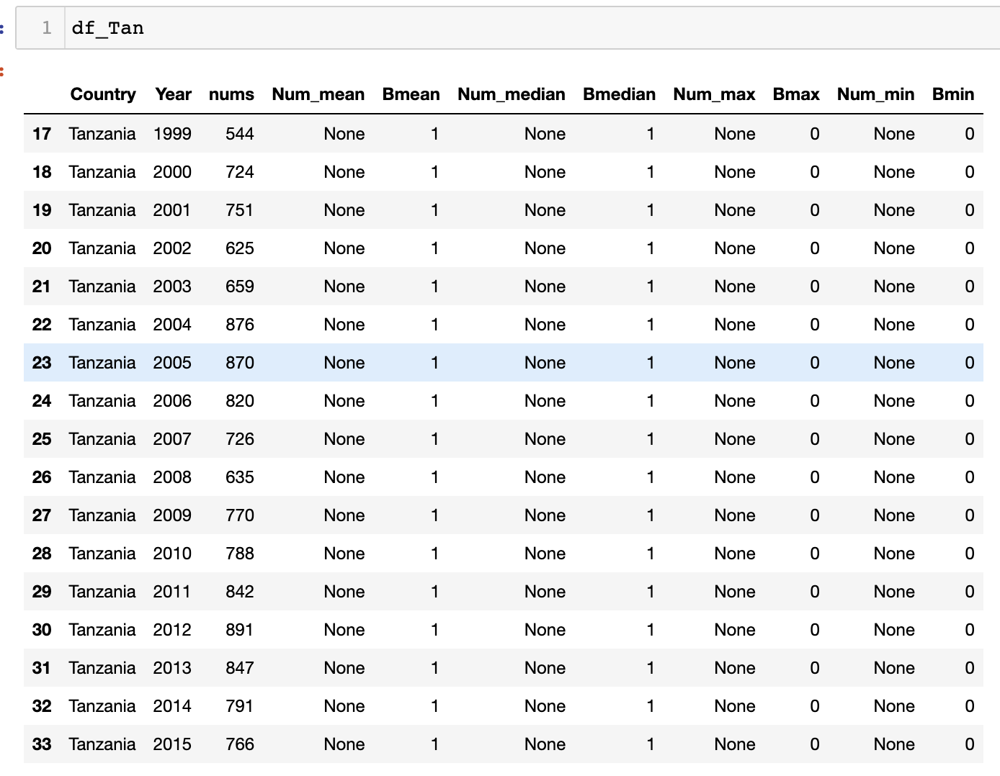 1 df_Tan
Country Year nums Num_mean Bmean Num_median Bmedian Num_max Bmax Num_min Bmin
17 Tanzania 1999 544 None 1 None 1 None 0 None 0
18 Tanzania 2000 724 None 1 None 1 None 0 None 0
19 Tanzania 2001 751 None 1 None 1 None 0 None 0
20 Tanzania 2002 625 None 1 None 1 None 0 None 0
21 Tanzania 2003 659 None 1 None 1 None 0 None 0
22 Tanzania 2004 876 None 1 None 1 None 0 None 0
23 Tanzania 2005 870 None 1 None 1 None 0 None 0
24 Tanzania 2006 820 None 1 None 1 None 0 None 0
25 Tanzania 2007 726 None 1 None 1 None 0 None 0
26 Tanzania 2008 635 None 1 None 1 None 0 None 0
27 Tanzania 2009 770 None 1 None 1 None 0 None 0
28 Tanzania 2010 788 None 1 None 1 None 0 None 0
29 Tanzania 2011 842 None 1 None 1 None 0 None 0
30 Tanzania 2012 891 None 1 None 1 None 0 None 0
31 Tanzania 2013 847 None 1 None 1 None 0 None 0
32 Tanzania 2014 791 None 1 None 1 None 0 None 0
33 Tanzania 2015 766 None 1 None 1 None 0 None 0